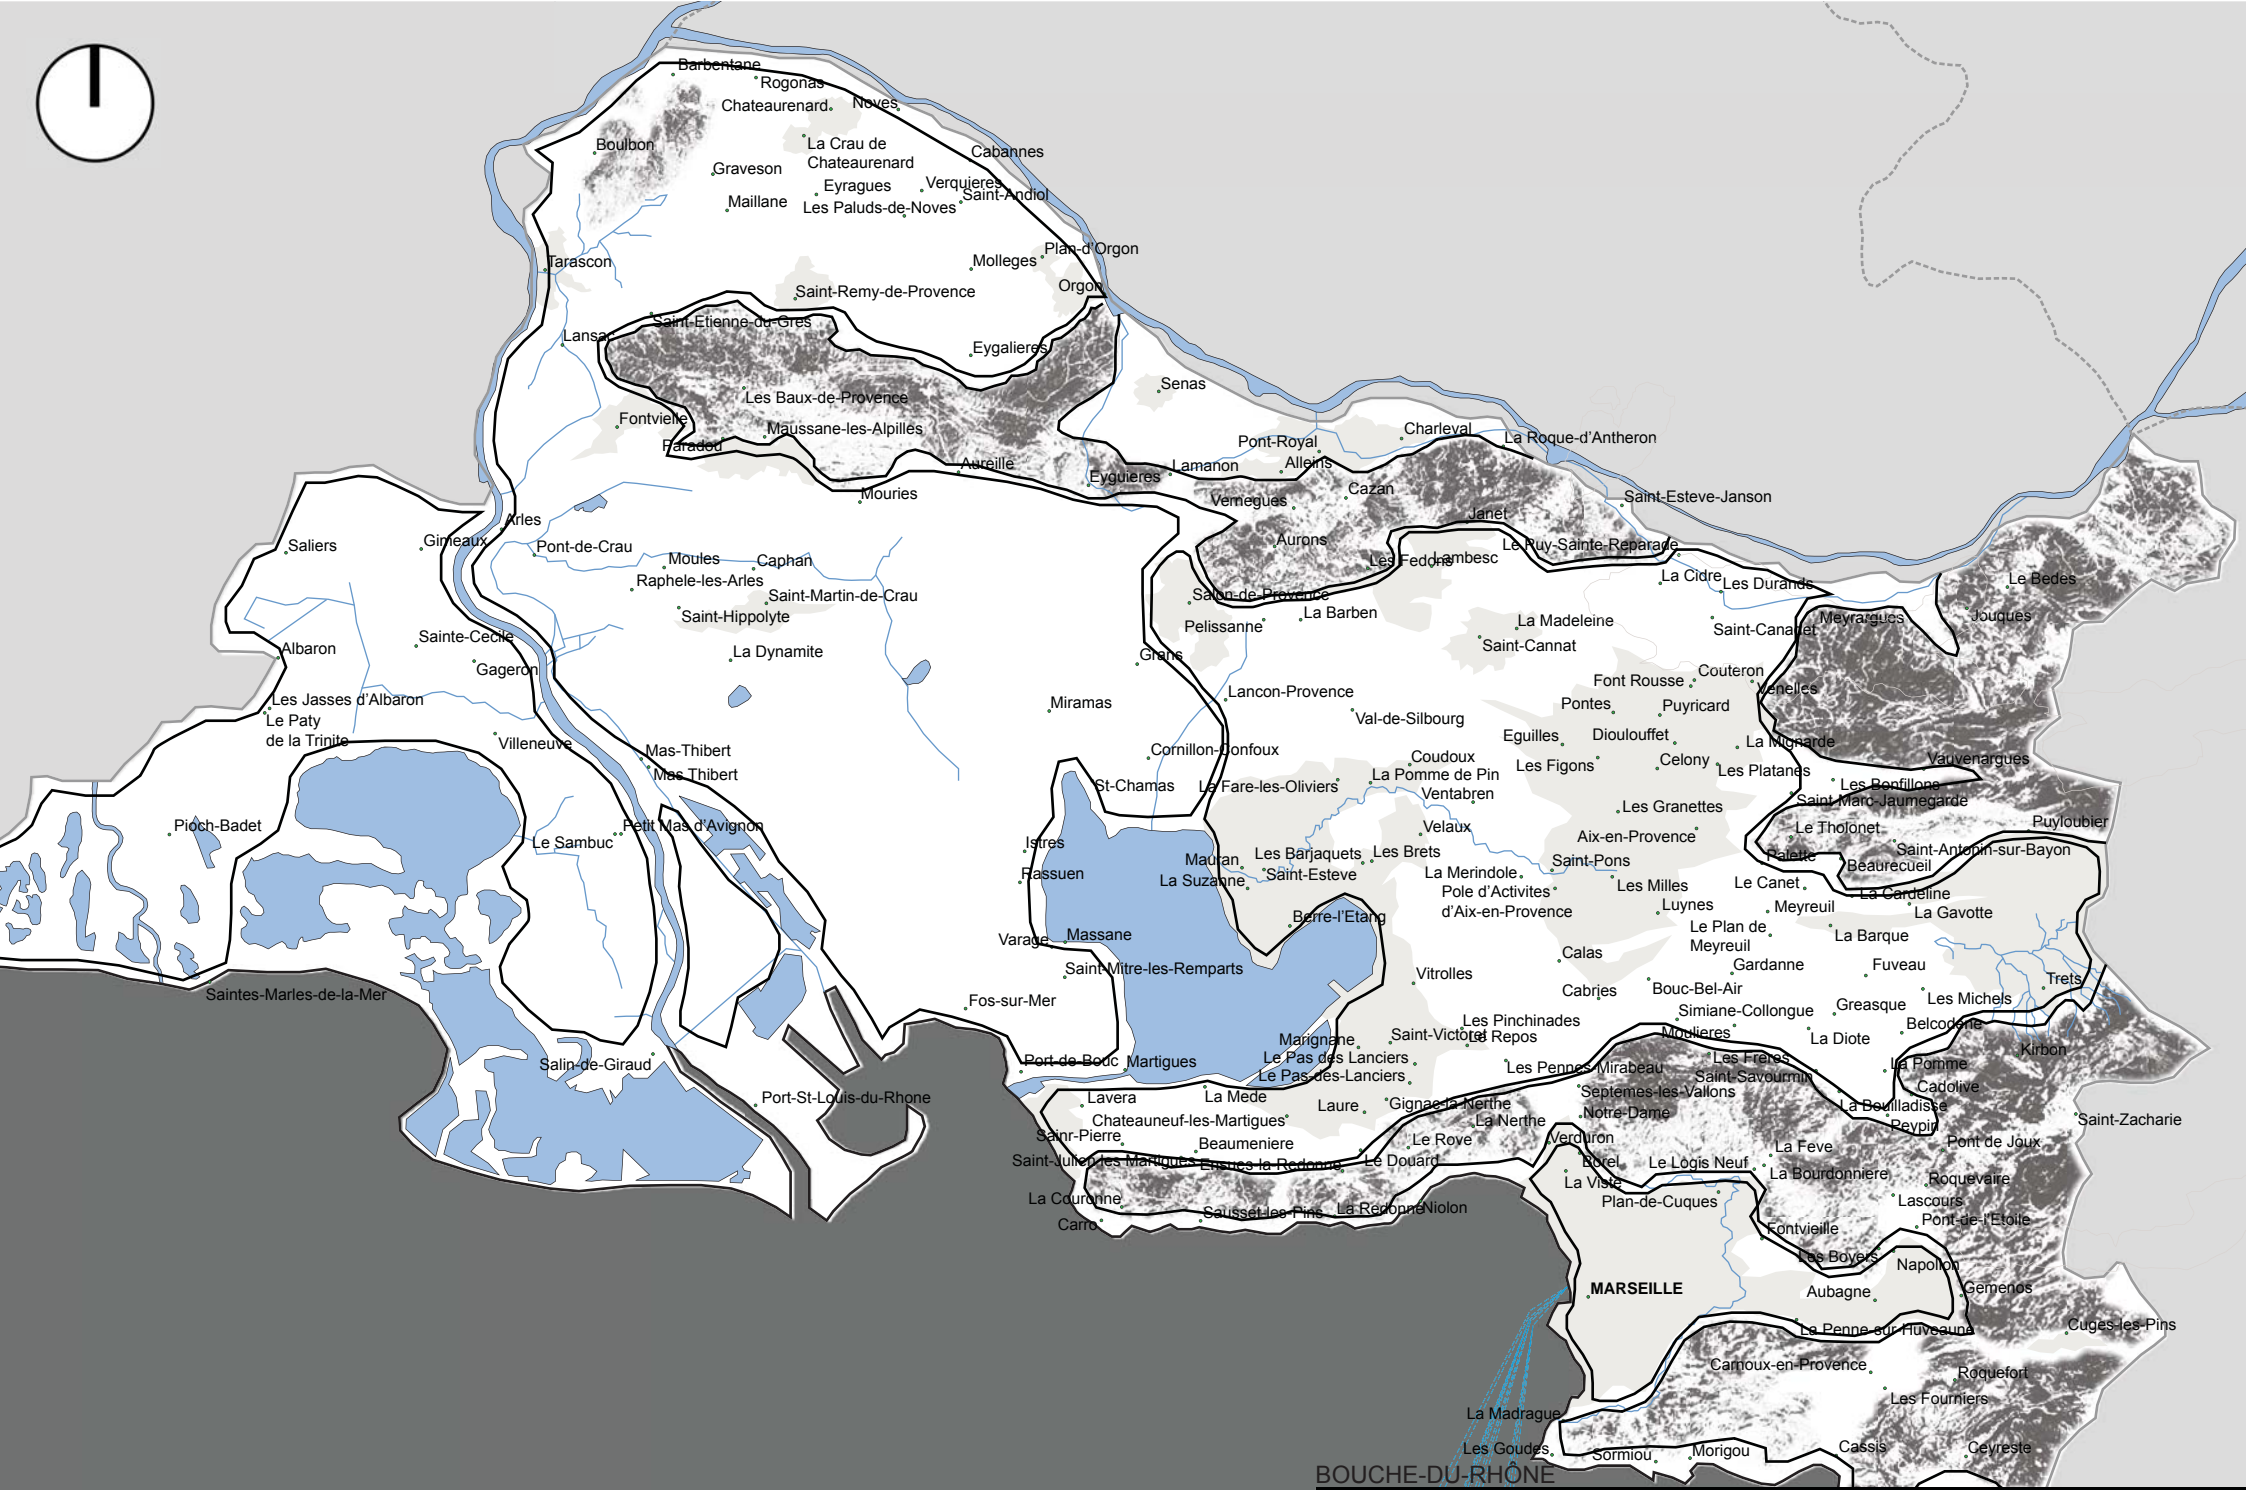 Barbentane
Rogonas
Chateaurenard
Noves
Boulbon
La Crau de
Chateaurenard
Cabannes
Graveson
Eyragues
Verquieres
Saint-Andiol
Maillane
Les Paluds-de-Noves
Plan-d'Orgon
Tarascon
Molleges
Orgon
Saint-Remy-de-Provence
Saint-Etienne-du-Gres
Lansac
Eygalieres
Senas
Les Baux-de-Provence
Fontvielle
Maussane-les-Alpilles
Paradou
Pont-Royal
Charleval
La Roque-d'Antheron
Aureille
Eyguieres
Lamanon
Alleins
Mouries
Vernegues
Cazan
Saint-Esteve-Janson
Arles
Janet
Saliers
Gimeaux
Pont-de-Crau
Aurons
Le Puy-Sainte-Reparade
Moules
Caphan
Les Fedons
Lambesc
Raphele-les-Arles
La Cidre
Les Durands
Le Bedes
Saint-Martin-de-Crau
Salon-de-Provence
Saint-Hippolyte
La Barben
Meyrargues
Jouques
Pelissanne
La Madeleine
Saint-Canadet
Sainte-Cecile
Saint-Cannat
Albaron
La Dynamite
Grans
Gageron
Couteron
Font Rousse
Venelles
Les Jasses d'Albaron
Lancon-Provence
Miramas
Pontes
Puyricard
Le Paty
de la Trinite
Val-de-Silbourg
Villeneuve
Eguilles
Dioulouffet
La Mignarde
Mas-Thibert
Cornillon-Confoux
Coudoux
Celony
Vauvenargues
Mas Thibert
Les Figons
Les Platanes
La Pomme de Pin
St-Chamas
La Fare-les-Oliviers
Les Bonfillons
Ventabren
Saint-Marc-Jaumegarde
Les Granettes
Pioch-Badet
Petit Mas d'Avignon
Velaux
Le Tholonet
Puyloubier
Le Sambuc
Istres
Aix-en-Provence
Saint-Antonin-sur-Bayon
Mauran
Les Barjaquets
Les Brets
Saint-Pons
Palette
Beaurecueil
Rassuen
La Suzanne
Saint-Esteve
La Merindole
Les Milles
Le Canet
Pole d'Activites
d'Aix-en-Provence
La Cardeline
Luynes
Meyreuil
La Gavotte
Berre-l'Etang
Varage
Massane
Le Plan de
Meyreuil
La Barque
Calas
Saint-Mitre-les-Remparts
Vitrolles
Gardanne
Fuveau
Trets
Saintes-Marles-de-la-Mer
Fos-sur-Mer
Cabries
Bouc-Bel-Air
Les Michels
Simiane-Collongue
Greasque
Les Pinchinades
Belcodene
Marignane
Saint-Victoret
Le Repos
Moulieres
La Diote
Kirbon
Salin-de-Giraud
Port-de-Bouc
Martigues
Le Pas des Lanciers
Les Pennes-Mirabeau
Les Freres
La Pomme
Le Pas-des-Lanciers
Saint-Savournin
Port-St-Louis-du-Rhone
Lavera
La Mede
Laure
Gignac-la-Nerthe
Septemes-les-Vallons
Cadolive
Chateauneuf-les-Martigues
La Nerthe
Notre-Dame
La Bouilladisse
Saint-Zacharie
Sainr-Pierre
Beaumeniere
Le Rove
Verduron
Peypin
Pont de Joux
La Feve
Saint-Julien-les Martigues
Ensues-la-Redonne
Le Douard
Borel
Le Logis Neuf
La Viste
La Bourdonniere
Roquevaire
La Couronne
Plan-de-Cuques
Lascours
Carro
Sausset-les-Pins
La Redonne
Niolon
Pont-de-l'Etoile
Fontvieille
Les Boyers
Napollon
MARSEILLE
Aubagne
Gemenos
La Penne-sur-Huveaune
Cuges-les-Pins
Carnoux-en-Provence
Roquefort
Les Fourniers
La Madrague
Les Goudes
Sormiou
Morigou
Cassis
Ceyreste
BOUCHE-DU-RHÔNE